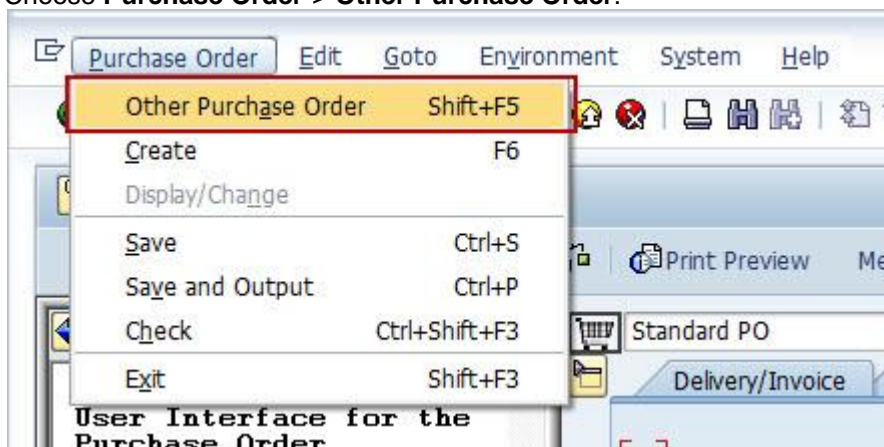 Choose Purchase Order > Other Purchase Order.
Purchase Order Edit Goto Environment System Help
Other Purchase Order Shift+F5
Create F6
Display/Change
Save Ctrl+S
Save and Output Ctrl+P
Print Preview
Check Ctrl+Shift+F3
Standard PO
Exit Shift+F3
Delivery/Invoice
User Interface for the
Purchase Order